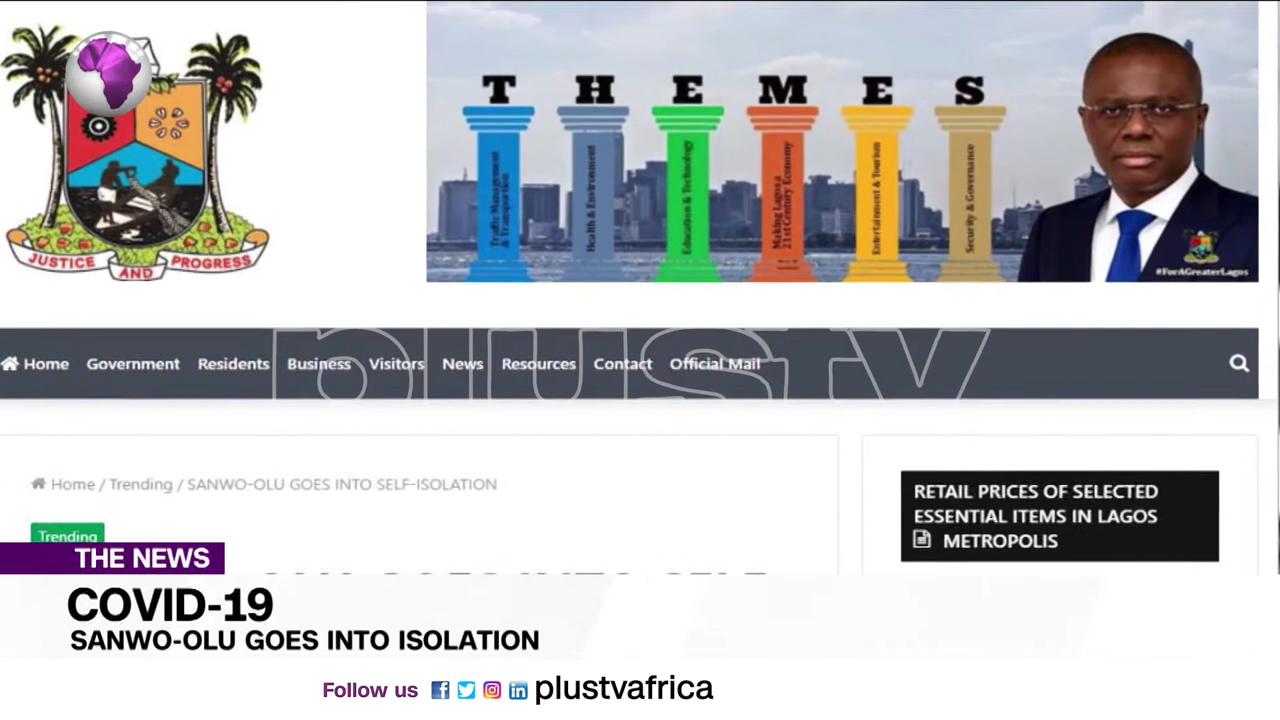 T H E M E S
Traffic Management
& Transportation
Health & Environment
Education & Technology
Making Lagos a
21st Century Economy
Entertainment & Tourism
Security & Governance
#ForAGreaterLagos
JUSTICE AND PROGRESS
plustv
Home Government Residents Business Visitors News Resources Contact Official Mail
Home / Trending / SANWO-OLU GOES INTO SELF-ISOLATION
Trending
RETAIL PRICES OF SELECTED
ESSENTIAL ITEMS IN LAGOS
METROPOLIS
THE NEWS
COVID-19
SANWO-OLU GOES INTO ISOLATION
Follow us plustvafrica